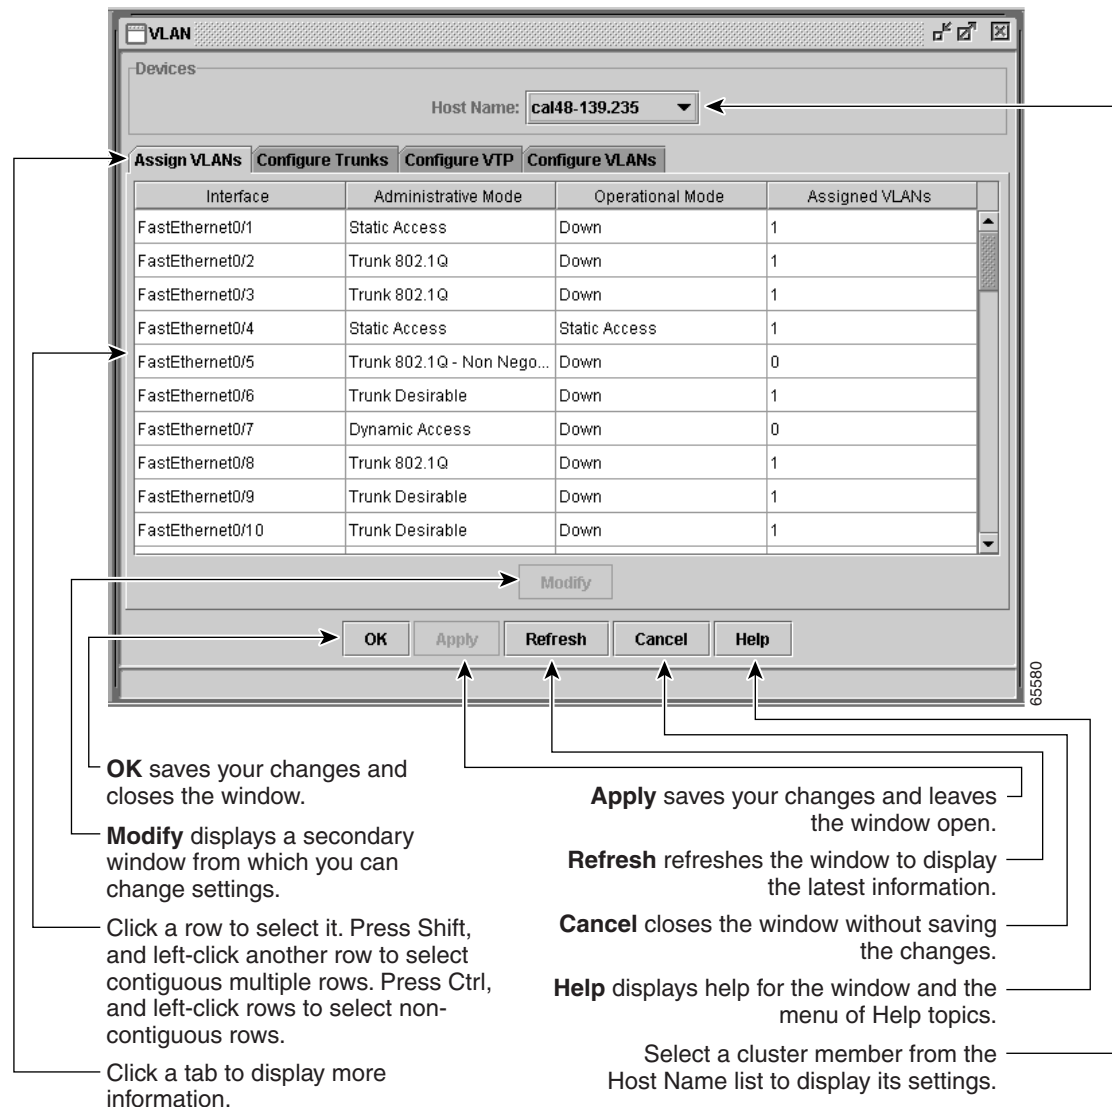 VLAN
Devices
Host Name: cal48-139.235
Assign VLANs Configure Trunks Configure VTP Configure VLANs
Interface Administrative Mode Operational Mode Assigned VLANs
FastEthernet0/1 Static Access Down 1
FastEthernet0/2 Trunk 802.1Q Down 1
FastEthernet0/3 Trunk 802.1Q Down 1
FastEthernet0/4 Static Access Static Access 1
FastEthernet0/5 Trunk 802.1Q - Non Nego... Down 0
FastEthernet0/6 Trunk Desirable Down 1
FastEthernet0/7 Dynamic Access Down 0
FastEthernet0/8 Trunk 802.1Q Down 1
FastEthernet0/9 Trunk Desirable Down 1
FastEthernet0/10 Trunk Desirable Down 1
Modify
OK Apply Refresh Cancel Help
65580
OK saves your changes and
closes the window.
Modify displays a secondary
window from which you can
change settings.
Click a row to select it. Press Shift,
and left-click another row to select
contiguous multiple rows. Press Ctrl,
and left-click rows to select non-
contiguous rows.
Click a tab to display more
information.
Apply saves your changes and leaves
the window open.
Refresh refreshes the window to display
the latest information.
Cancel closes the window without saving
the changes.
Help displays help for the window and the
menu of Help topics.
Select a cluster member from the
Host Name list to display its settings.